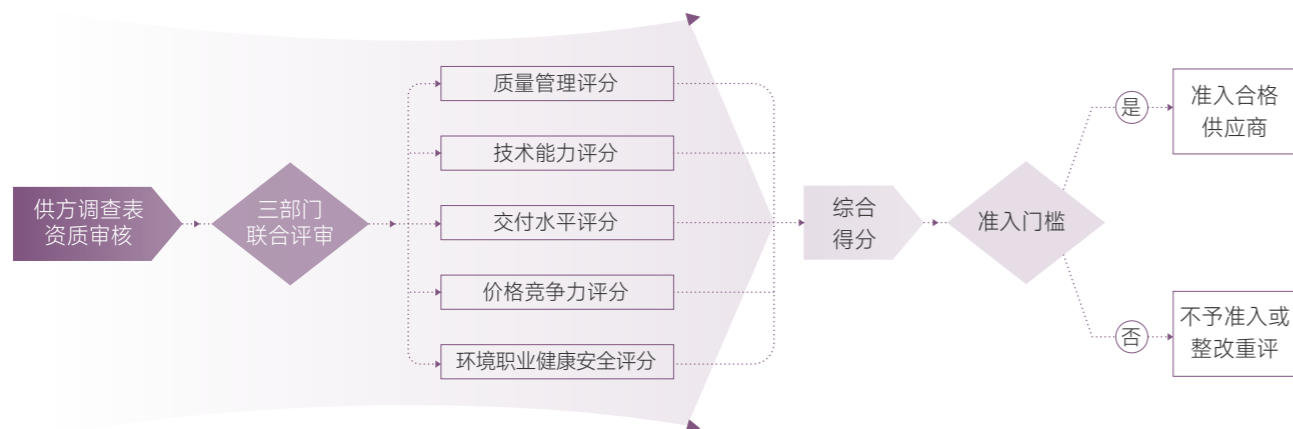 供方调查表
资质审核
三部门
联合评审
质量管理评分
技术能力评分
交付水平评分
价格竞争力评分
环境职业健康安全评分
综合
得分
准入门槛
是
准入合格
供应商
否
不予准入或
整改重评